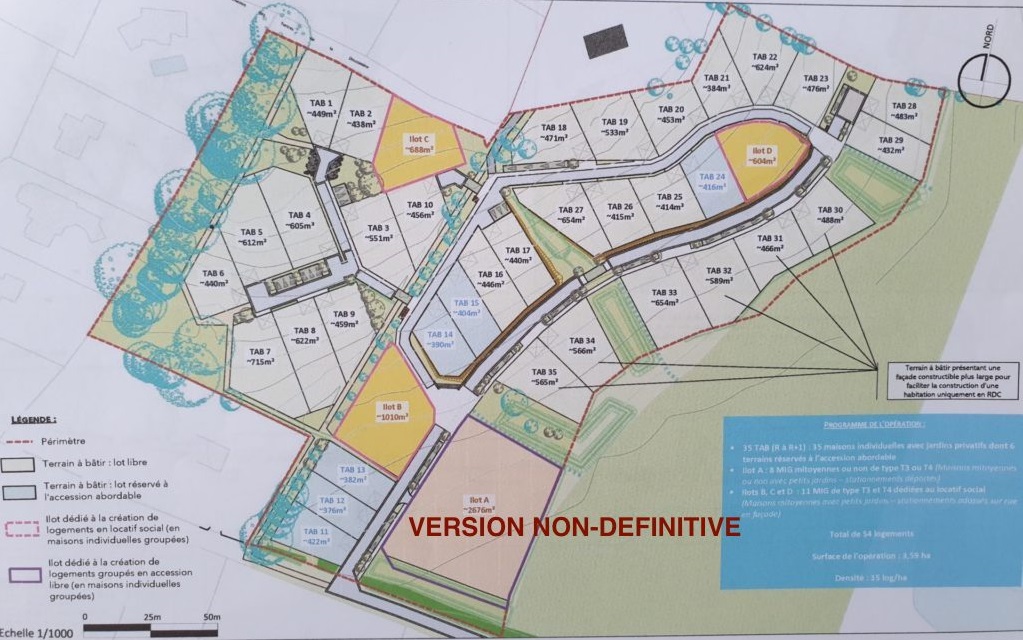 NORD
TAB 1
~449m²
TAB 2
~438m²
Ilot C
~688m²
TAB 18
~471m²
TAB 19
~533m²
TAB 20
~453m²
TAB 21
~384m²
TAB 22
~624m²
TAB 23
~476m²
TAB 28
~483m²
TAB 29
~432m²
Ilot D
~604m²
TAB 24
~416m²
TAB 25
~414m²
TAB 26
~415m²
TAB 27
~654m²
TAB 10
~456m²
TAB 3
~551m²
TAB 4
~605m²
TAB 5
~612m²
TAB 6
~440m²
TAB 9
~459m²
TAB 8
~622m²
TAB 7
~715m²
TAB 17
~440m²
TAB 16
~446m²
TAB 15
~404m²
TAB 14
~390m²
TAB 30
~488m²
TAB 31
~466m²
TAB 32
~589m²
TAB 33
~654m²
TAB 34
~566m²
TAB 35
~565m²
Ilot B
~1010m²
TAB 13
~382m²
TAB 12
~376m²
TAB 11
~422m²
Ilot A
~2676m²
VERSION NON-DEFINITIVE
Terrain à bâtir présentant une
façade constructible plus large pour
faciliter la construction d'une
habitation uniquement en RDC
LÉGENDE :
Périmètre
Terrain à bâtir : lot libre
Terrain à bâtir : lot réservé à
l'accession abordable
Ilot dédié à la création de
logements en locatif social (en
maisons individuelles groupées)
Ilot dédié à la création de
logements groupés en accession
libre (en maisons individuelles
groupées)
0 25m 50m
Echelle 1/1000
PROGRAMME DE L'OPÉRATION :
• 35 TAB (R à R+1) : 35 maisons individuelles avec jardins privatifs dont 6
terrains réservés à l'accession abordable
• Ilot A : 8 MIG mitoyennes ou non de type T3 ou T4 (Maisons mitoyennes
ou non avec petits jardins – stationnements déportés)
• Ilots B, C et D : 11 MIG de type T3 et T4 dédiées au locatif social
(Maisons mitoyennes avec petits jardins – stationnements
façade)
Total de 54 logements
Surface de l'opération : 3,56 ha
Densité : 15 log/ha